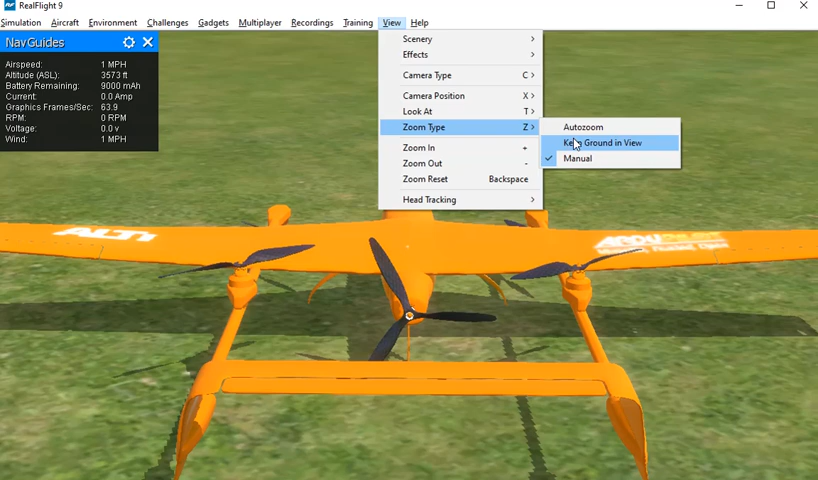 RealFlight 9
Simulation Aircraft Environment Challenges Gadgets Multiplayer Recordings Training View Help
NavGuides
Airspeed: 1 MPH
Altitude (ASL): 3573 ft
Battery Remaining: 9000 mAh
Current: 0.0 Amp
Graphics Frames/Sec: 63.9
RPM: 0 RPM
Voltage: 0.0 v
Wind: 1 MPH
Scenery
Effects
Camera Type C
Camera Position X
Look At T
Zoom Type Z
Zoom In +
Zoom Out -
Zoom Reset Backspace
Head Tracking
Autozoom
Keep Ground in View
Manual
ALTI